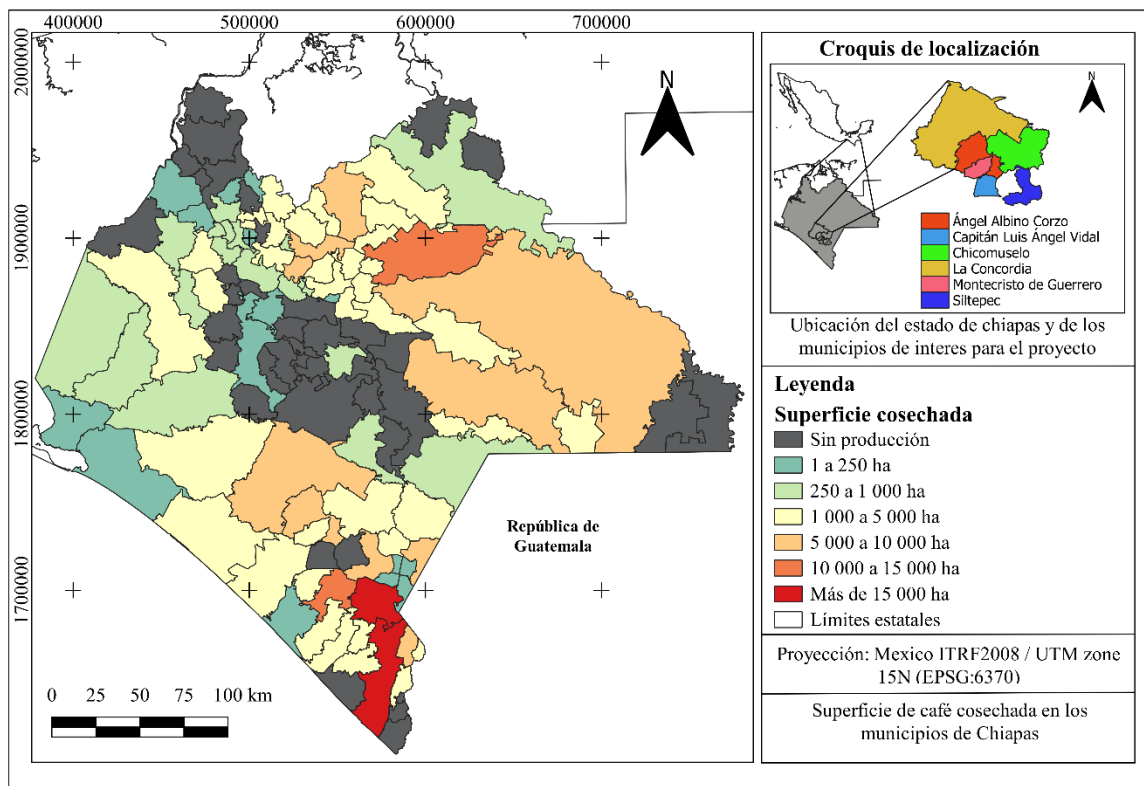 400000
500000
600000
700000
2000000
1900000
1800000
1700000
N
República de
Guatemala
0
25
50
75
100 km
Croquis de localización
N
Ángel Albino Corzo
Capitán Luis Ángel Vidal
Chicomuselo
La Concordia
Montecristo de Guerrero
Siltepec
Ubicación del estado de chiapas y de los
municipios de interes para el proyecto
Leyenda
Superficie cosechada
Sin producción
1 a 250 ha
250 a 1 000 ha
1 000 a 5 000 ha
5 000 a 10 000 ha
10 000 a 15 000 ha
Más de 15 000 ha
Límites estatales
Proyección: Mexico ITRF2008 / UTM zone
15N (EPSG:6370)
Superficie de café cosechada en los
municipios de Chiapas